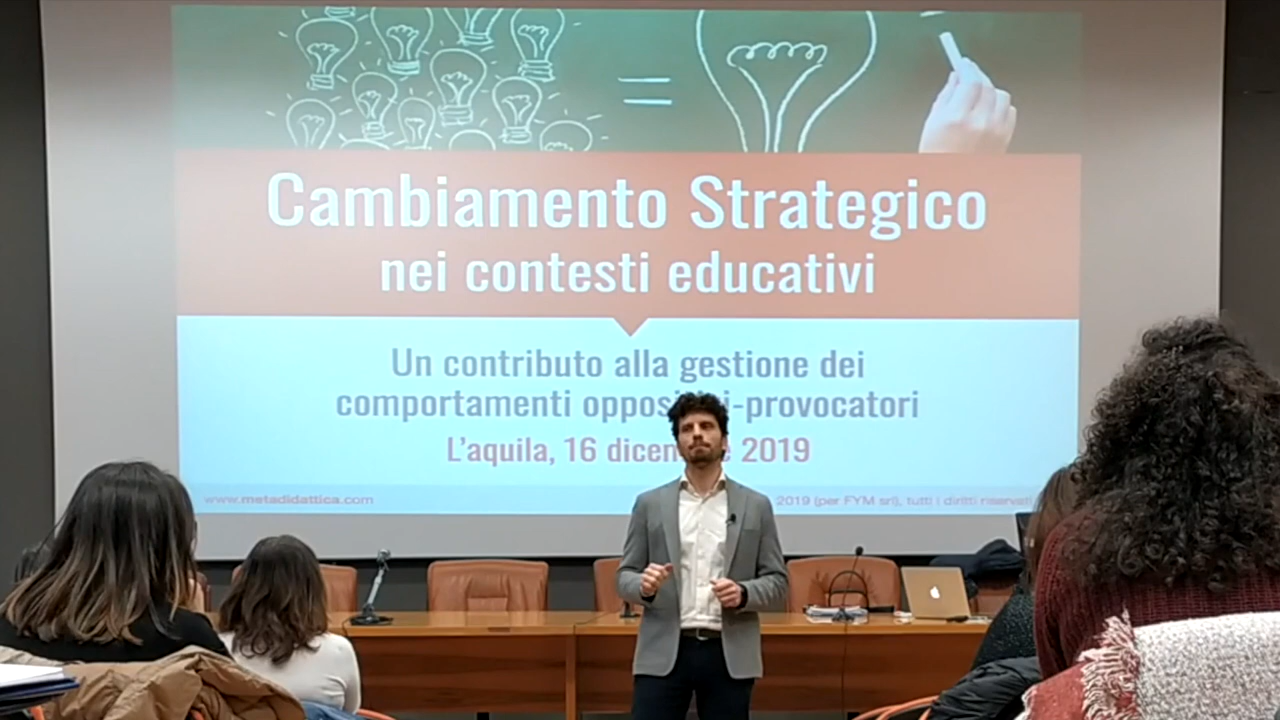 Cambiamento Strategico
nei contesti educativi
Un contributo alla gestione dei
comportamenti -provocatori
L'aquila, 16 2019
www.metadidattica.com
2019 (per FYM srl), tutti i diritti riservati